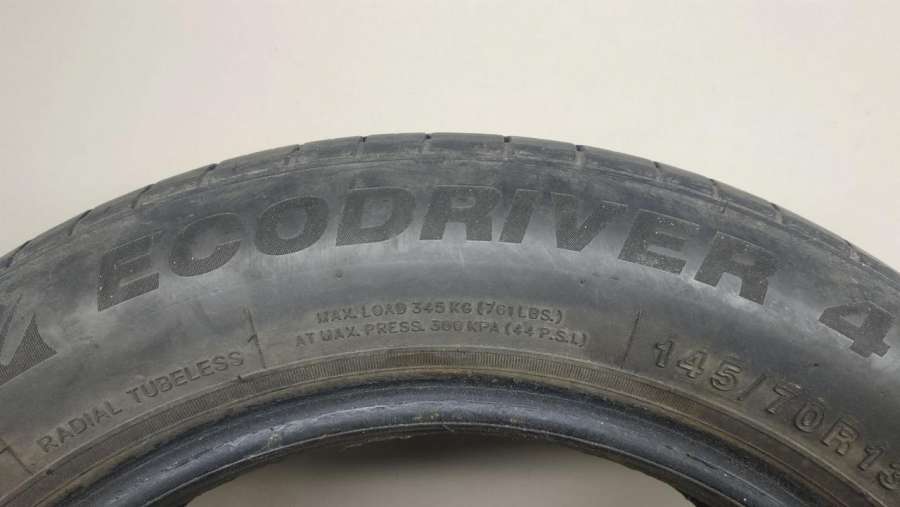 ECODRIVER 4
RADIAL TUBELESS
MAX. LOAD 345 KG (761 LBS.)
AT MAX. PRESS. 300 KPA (44 P.S.I.)
145/70R13